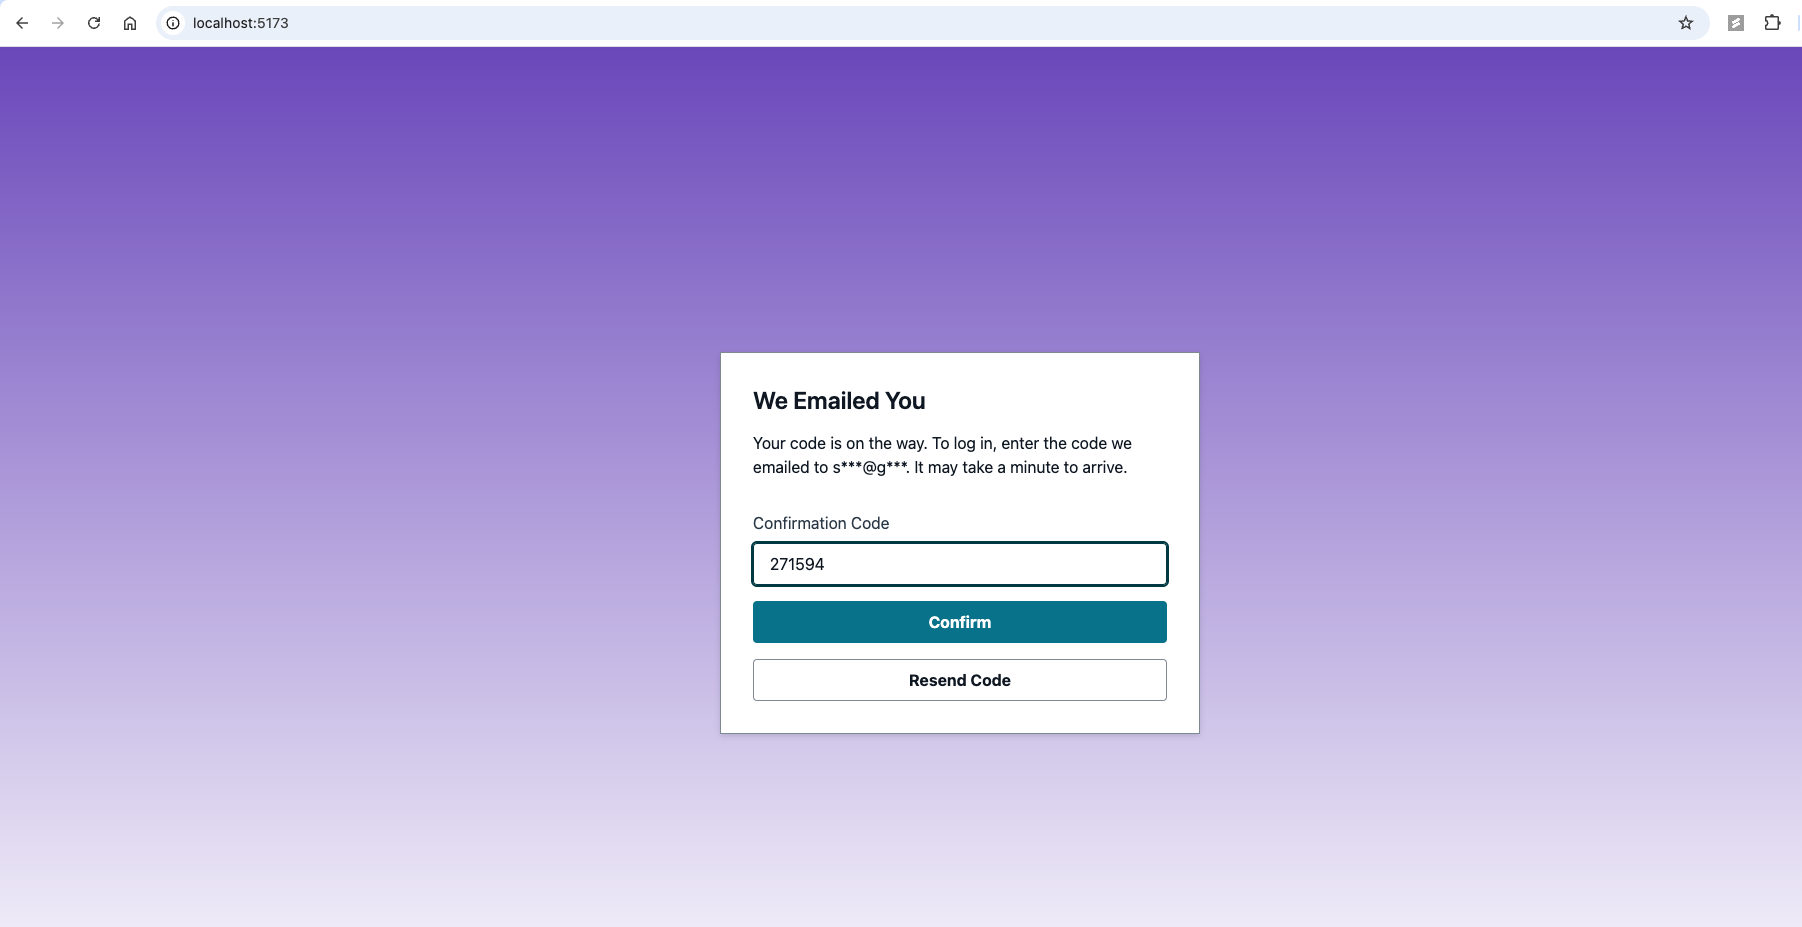 localhost:5173
We Emailed You
Your code is on the way. To log in, enter the code we
emailed to s***@g***. It may take a minute to arrive.
Confirmation Code
271594
Confirm
Resend Code